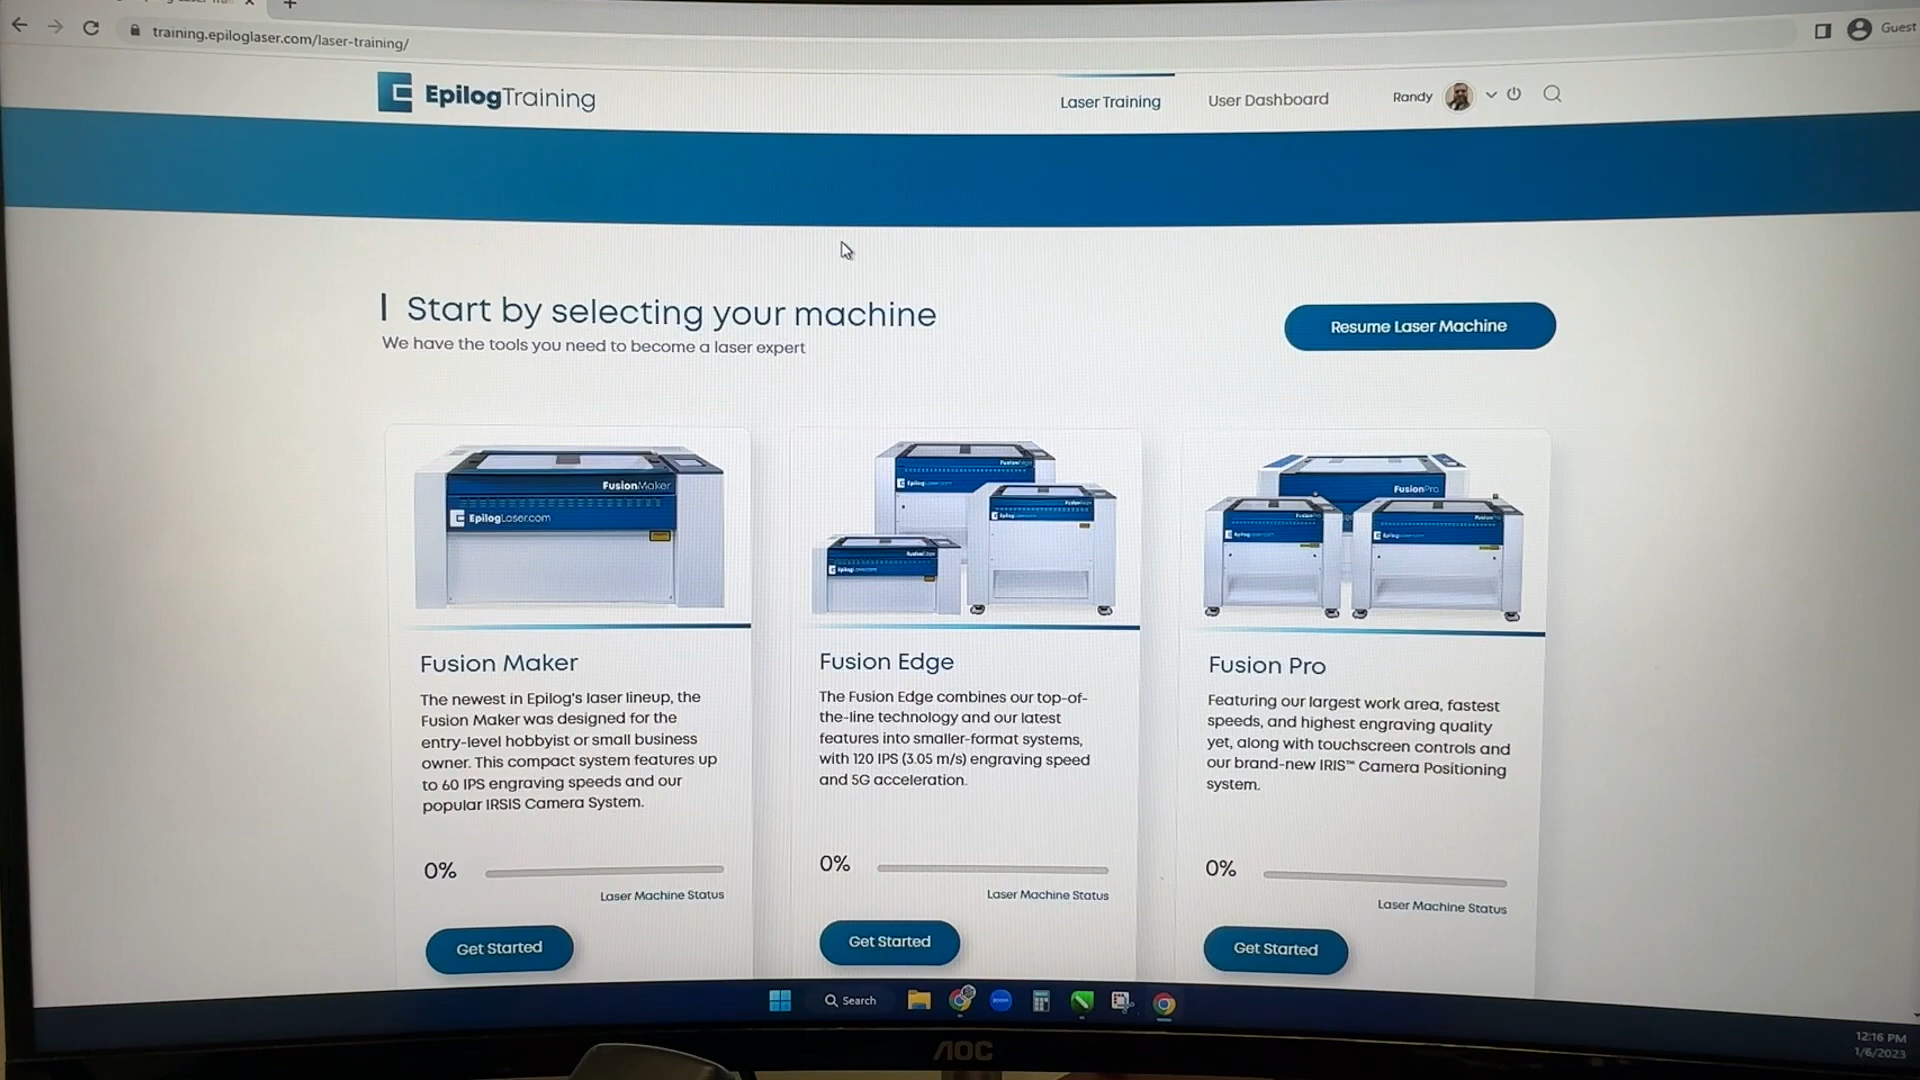 training.epiloglaser.com/laser-training/
Guest
EpilogTraining
Laser Training
User Dashboard
Randy
Start by selecting your machine
We have the tools you need to become a laser expert
Resume Laser Machine
FusionMaker
EpilogLaser.com
FusionEdge
FusionPro
Fusion Maker
The newest in Epilog's laser lineup, the
Fusion Maker was designed for the
entry-level hobbyist or small business
owner. This compact system features up
to 60 IPS engraving speeds and our
popular IRSIS Camera System.
0%
Laser Machine Status
Get Started
Fusion Edge
The Fusion Edge combines our top-of-
the-line technology and our latest
features into smaller-format systems,
with 120 IPS (3.05 m/s) engraving speed
and 5G acceleration.
0%
Laser Machine Status
Get Started
Fusion Pro
Featuring our largest work area, fastest
speeds, and highest engraving quality
yet, along with touchscreen controls and
our brand-new IRIS™ Camera Positioning
system.
0%
Laser Machine Status
Get Started
Search
zoom
12:16 PM
1/6/2023
AOC